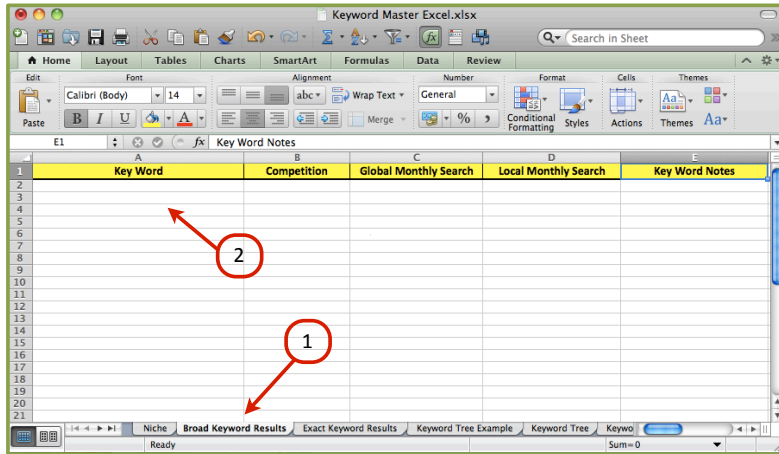 Keyword Master Excel.xlsx
Search in Sheet
Home Layout Tables Charts SmartArt Formulas Data Review
Edit Font Alignment Number Format Cells Themes
Calibri (Body) 14 abc Wrap Text General
Paste B I U A Merge % Conditional Formatting Styles Actions Themes Aa
E1 fx Key Word Notes
A B C D E
1 Key Word Competition Global Monthly Search Local Monthly Search Key Word Notes
2
3
4
5
6
7
8 2
9
10
11
12
13
14
15 1
16
17
18
19
20
21
Niche Broad Keyword Results Exact Keyword Results Keyword Tree Example Keyword Tree Keywo
Ready Sum=0